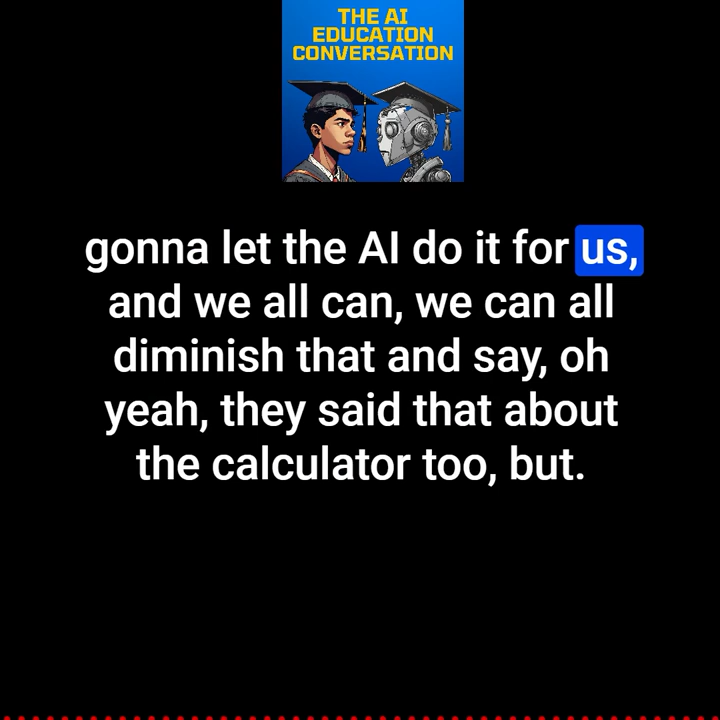 THE AI
EDUCATION
CONVERSATION
gonna let the AI do it for us,
and we all can, we can all
diminish that and say, oh
yeah, they said that about
the calculator too, but.